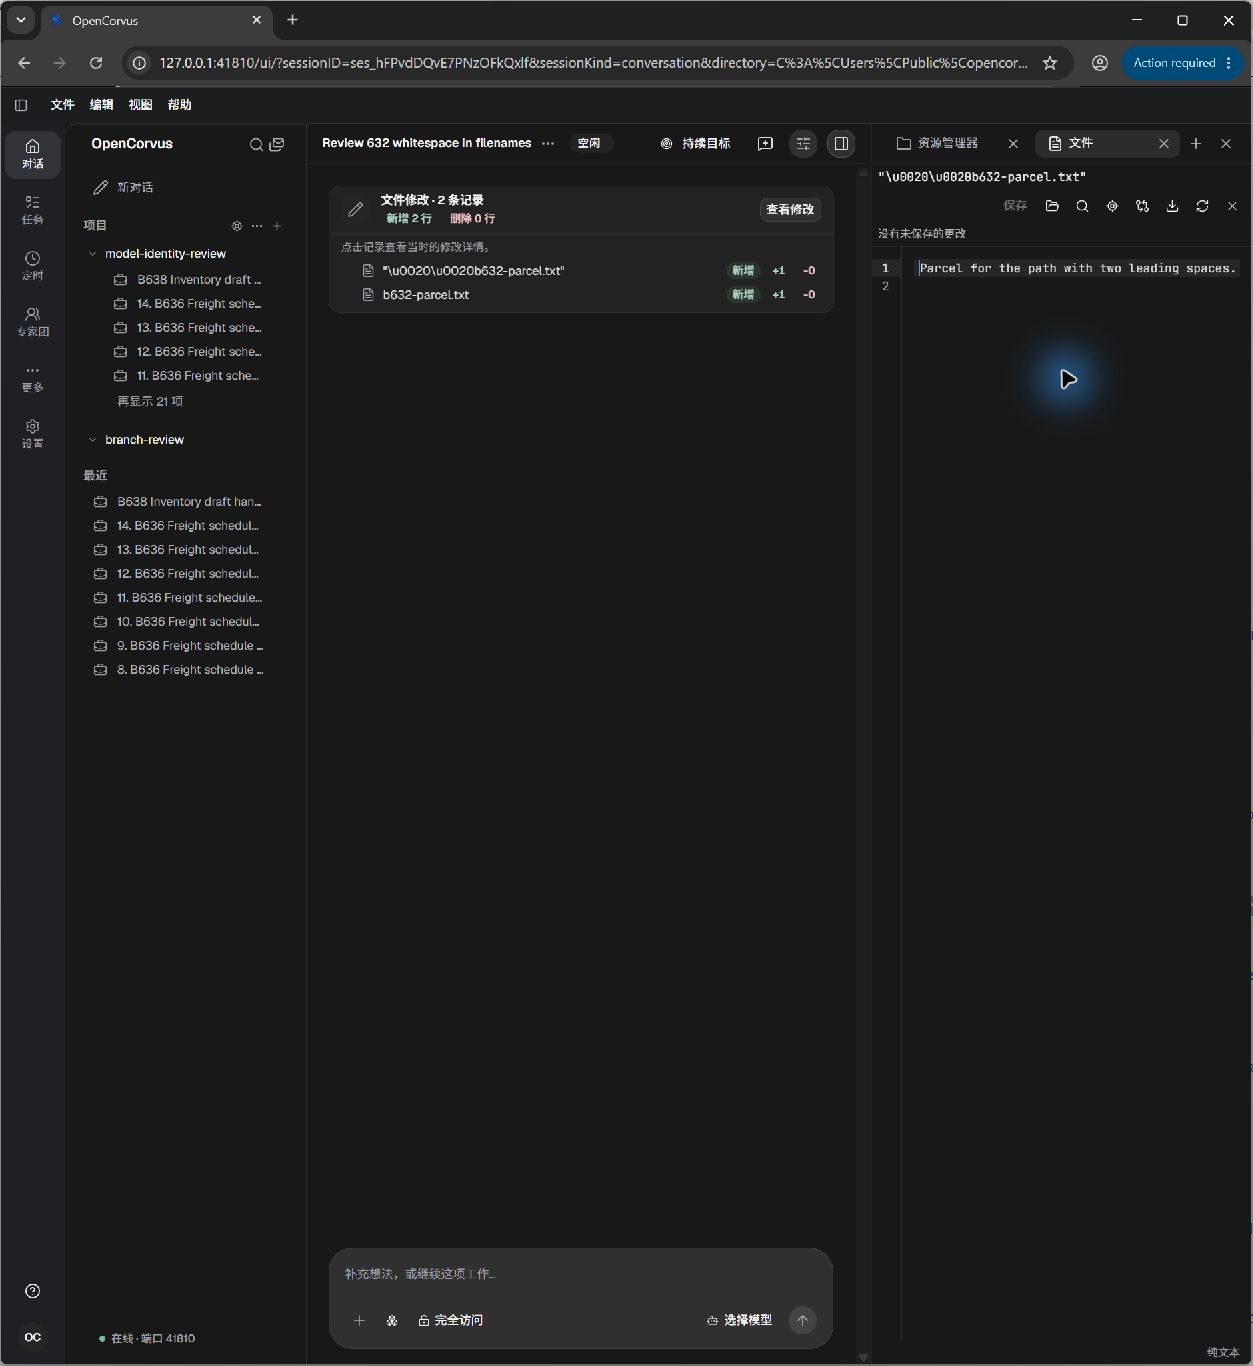 OpenCorvus
127.0.0.1:41810/ui/?sessionID=ses_hFPvdDQvE7PNzOFkQxlf&sessionKind=conversation&directory=C%3A%5CUsers%5CPublic%5Copencor...
Action required
文件 编辑 视图 帮助
对话
任务
定时
专家团
更多
设置
OC
OpenCorvus
新对话
项目
model-identity-review
B638 Inventory draft ...
14. B636 Freight sche...
13. B636 Freight sche...
12. B636 Freight sche...
11. B636 Freight sche...
再显示 21 项
branch-review
最近
B638 Inventory draft han...
14. B636 Freight schedul...
13. B636 Freight schedul...
12. B636 Freight schedul...
11. B636 Freight schedule...
10. B636 Freight schedul...
9. B636 Freight schedule ...
8. B636 Freight schedule ...
在线 · 端口 41810
Review 632 whitespace in filenames ... 空闲 持续目标
文件修改 · 2 条记录
新增 2 行 删除 0 行
查看修改
点击记录查看当时的修改详情。
"\u0020\u0020b632-parcel.txt" 新增 +1 -0
b632-parcel.txt 新增 +1 -0
补充想法，或继续这项工作...
完全访问 选择模型
资源管理器 文件
"\u0020\u0020b632-parcel.txt"
保存
没有未保存的更改
1 Parcel for the path with two leading spaces.
2
纯文本